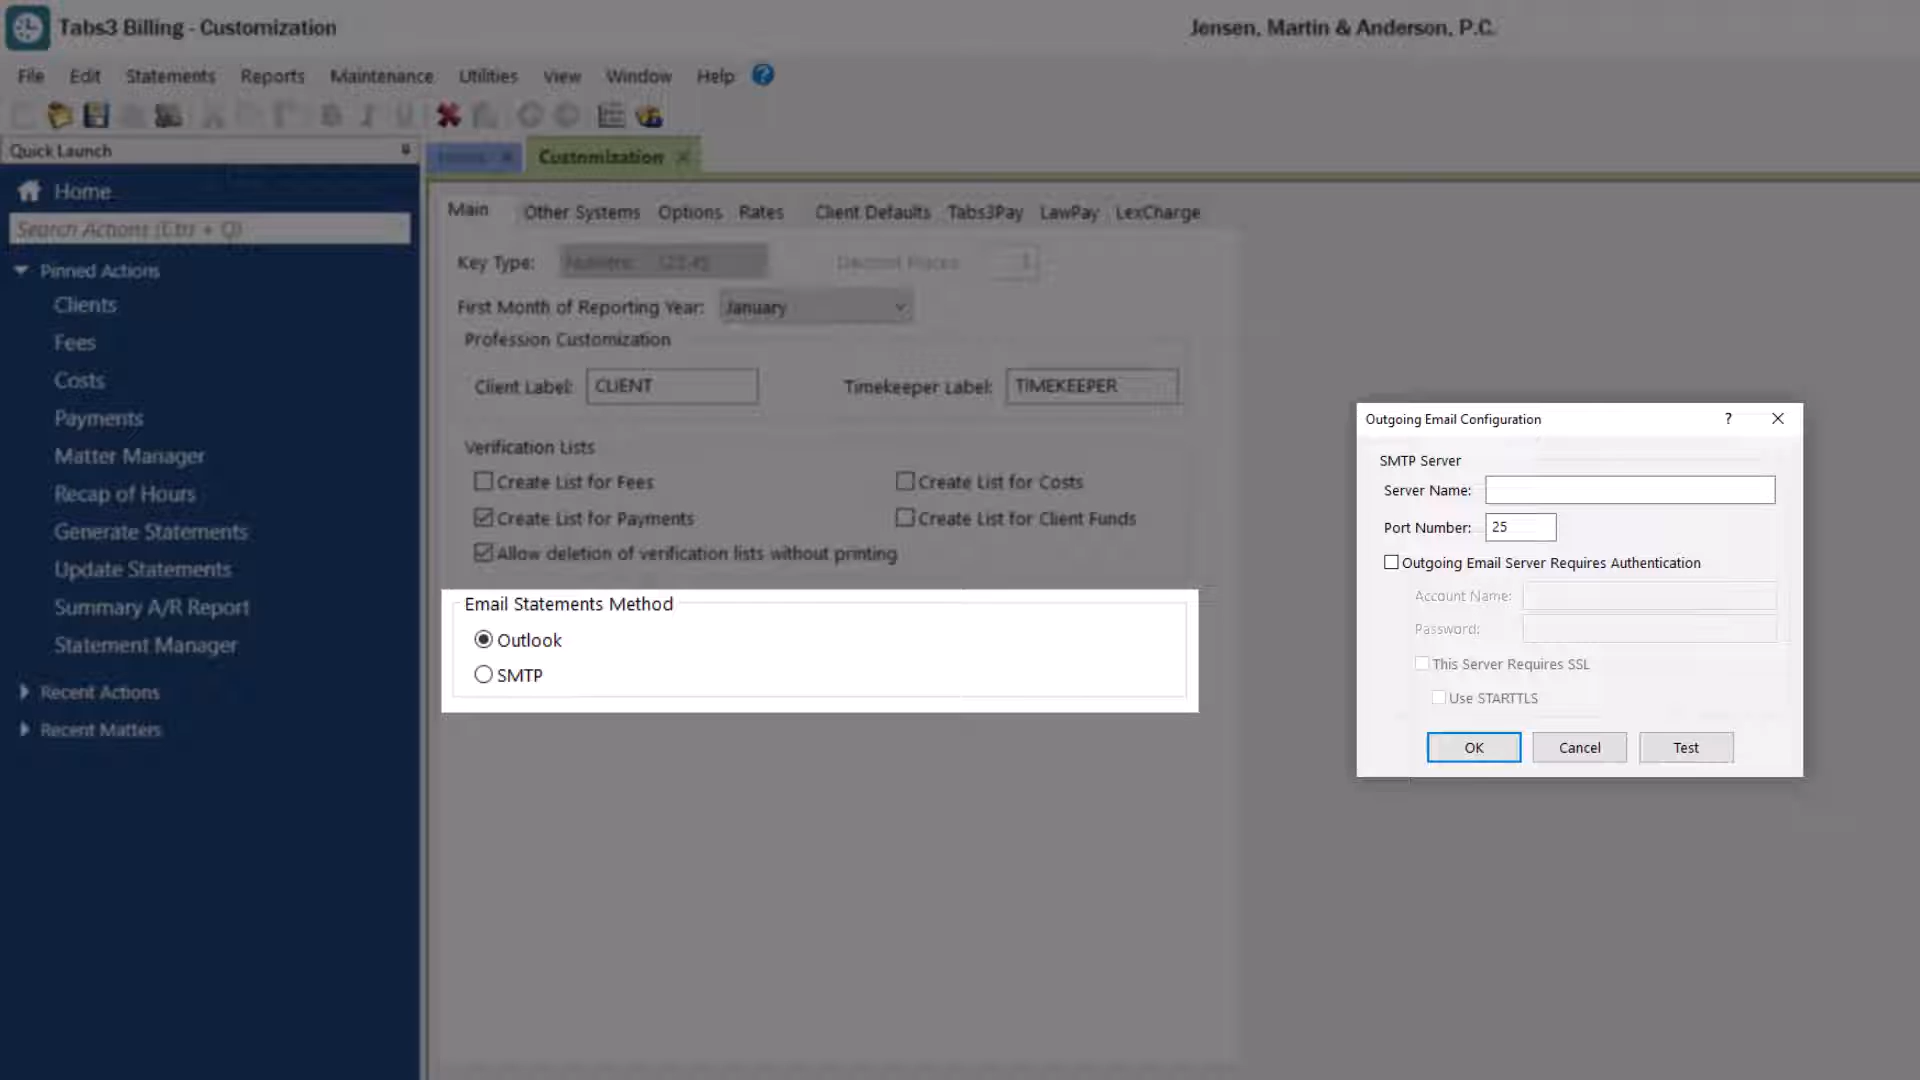 Tabs3 Billing - Customization
Jensen, Martin & Anderson, P.C.
File Edit Statements Reports Maintenance Utilities View Window Help ?
B I U
Quick Launch
Home
Search Actions (Ctrl + Q)
Pinned Actions
Clients
Fees
Costs
Payments
Matter Manager
Recap of Hours
Generate Statements
Update Statements
Summary A/R Report
Statement Manager
Recent Actions
Recent Matters
Customization
Main Other Systems Options Rates Client Defaults Tabs3Pay LawPay LexCharge
Key Type: Decimal Places:
First Month of Reporting Year: January
Profession Customization
Client Label: CLIENT Timekeeper Label: TIMEKEEPER
Verification Lists
Create List for Fees Create List for Costs
Create List for Payments Create List for Client Funds
Allow deletion of verification lists without printing
Email Statements Method
Outlook
SMTP
Outgoing Email Configuration ?
SMTP Server
Server Name:
Port Number: 25
Outgoing Email Server Requires Authentication
Account Name:
Password:
This Server Requires SSL
Use STARTTLS
OK Cancel Test